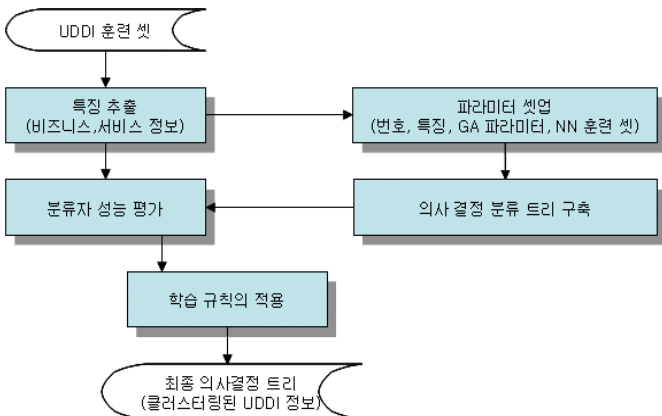 UDDI 훈련 셋
특징 추출
(비즈니스,서비스 정보)
파라미터 셋업
(번호, 특징, GA 파라미터, NN 훈련 셋)
분류자 성능 평가
의사 결정 분류 트리 구축
학습 규칙의 적용
최종 의사결정 트리
(클러스터링된 UDDI 정보)